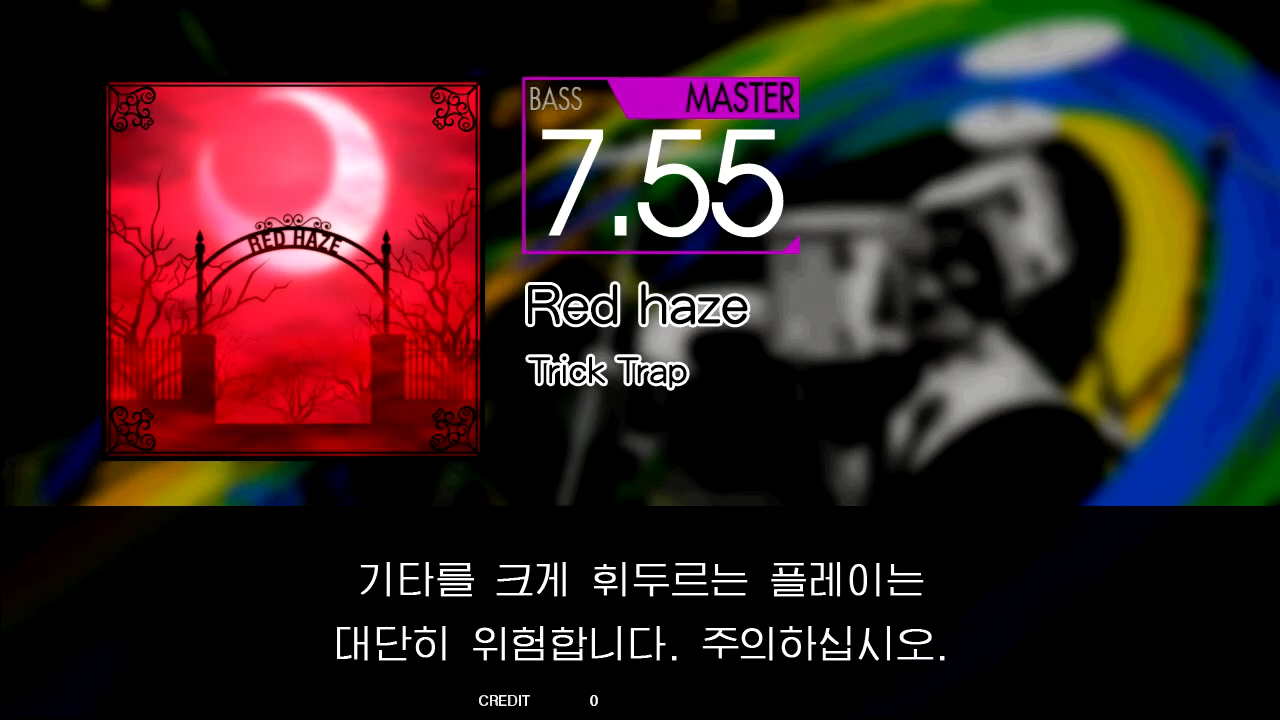 RED HAZE
BASS MASTER
7.55
Red haze
Trick Trap
기타를 크게 휘두르는 플레이는
대단히 위험합니다. 주의하십시오.
CREDIT 0